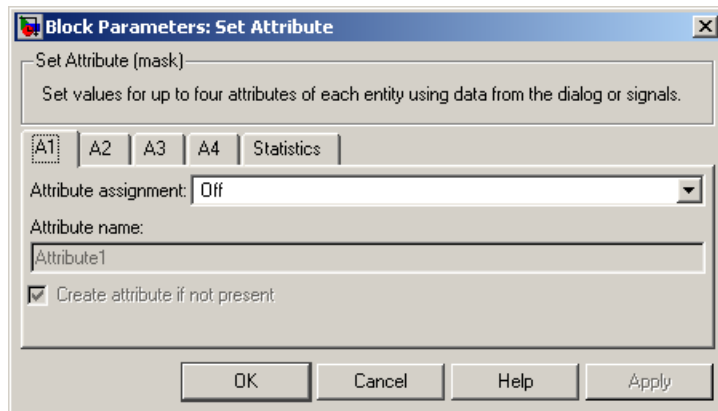 Block Parameters: Set Attribute
Set Attribute (mask)
Set values for up to four attributes of each entity using data from the dialog or signals.
A1 A2 A3 A4 Statistics
Attribute assignment: Off
Attribute name:
Attribute1
Create attribute if not present
OK Cancel Help Apply